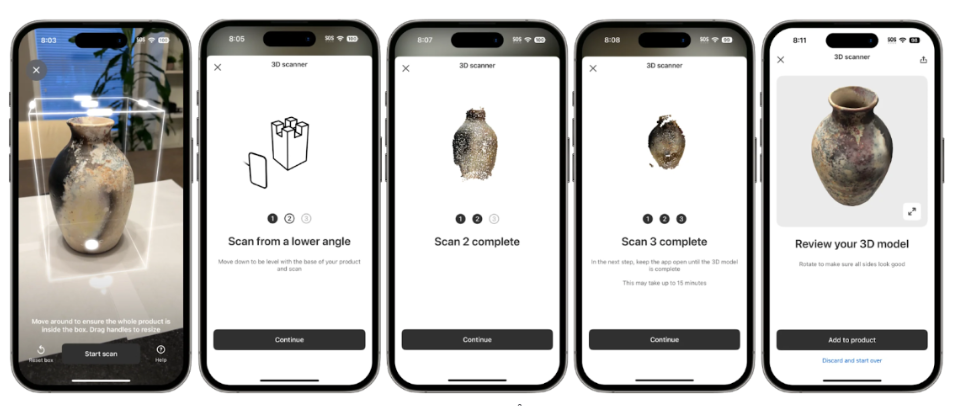 8:03
SOS
Move around to ensure the whole product is
inside the box. Drag handles to resize
Reset box
Start scan
Help
8:05
SOS
3D scanner
1 2 3
Scan from a lower angle
Move down to be level with the base of your product
and scan
Continue
8:07
SOS
3D scanner
1 2 3
Scan 2 complete
Continue
8:08
SOS
3D scanner
1 2 3
Scan 3 complete
In the next step, keep the app open until the 3D model
is complete
This may take up to 15 minutes
Continue
8:11
SOS
3D scanner
Review your 3D model
Rotate to make sure all sides look good
Add to product
Discard and start over